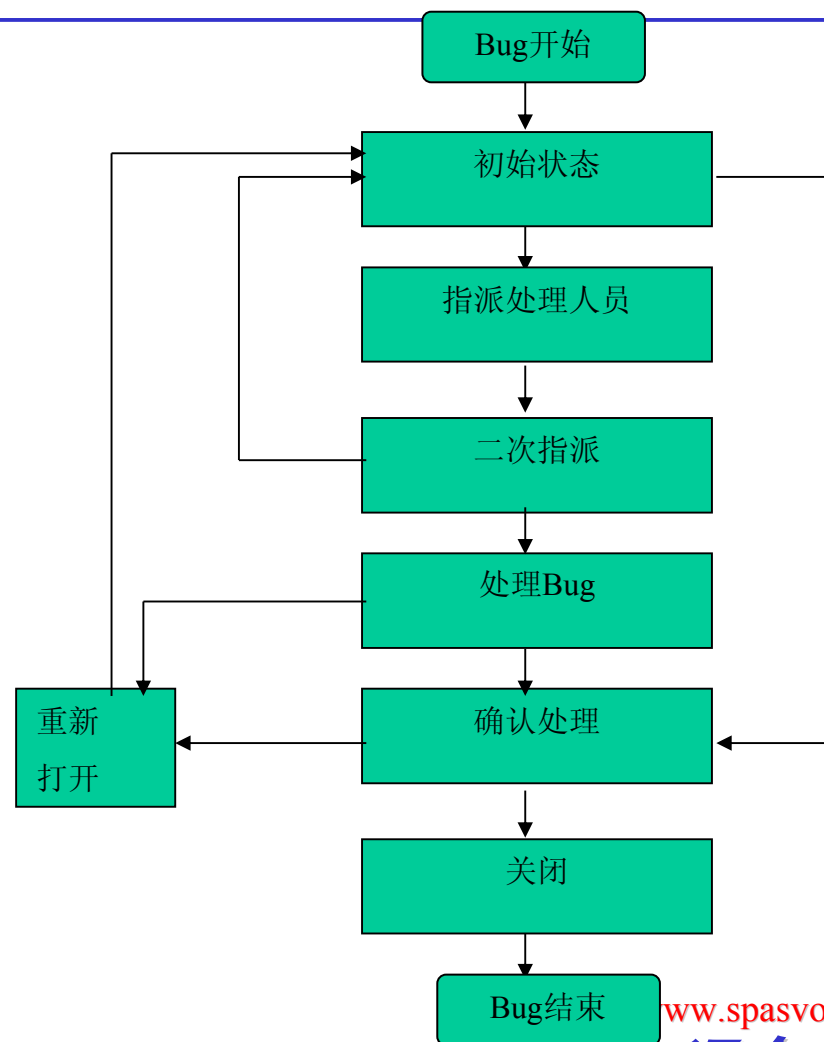 Bug开始
初始状态
指派处理人员
二次指派
处理Bug
重新
打开
确认处理
关闭
Bug结束
ww.spasvo